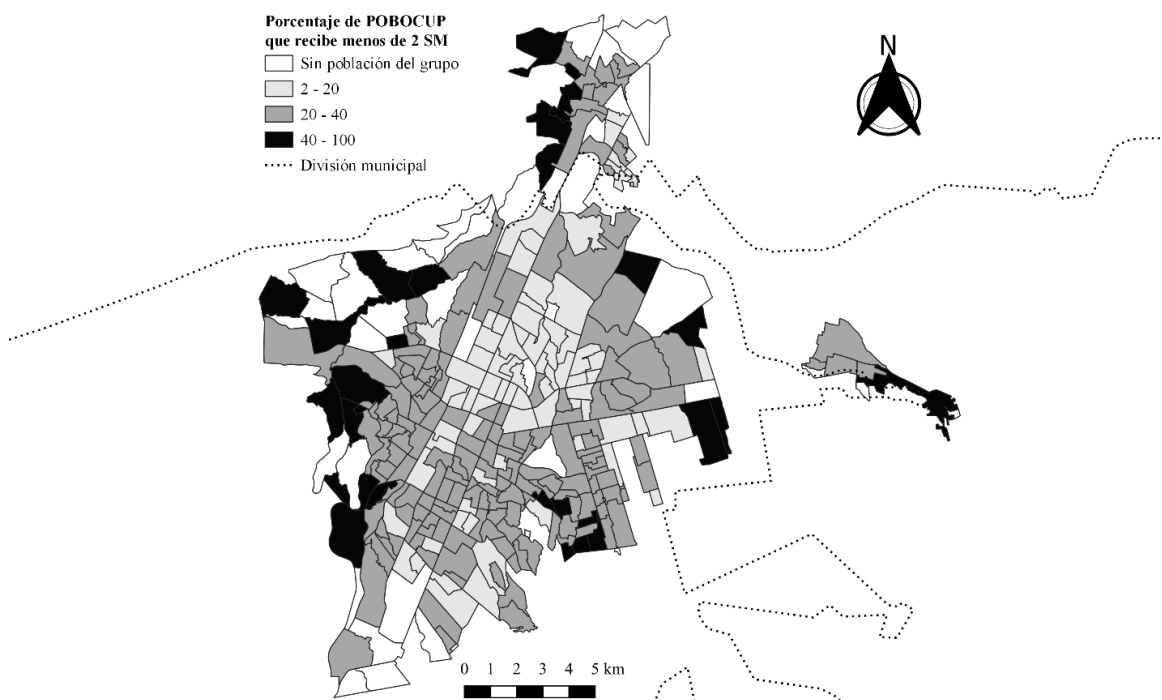 Porcentaje de POBOCUP
que recibe menos de 2 SM
Sin población del grupo
2 - 20
20 - 40
40 - 100
División municipal
N
0 1 2 3 4 5 km